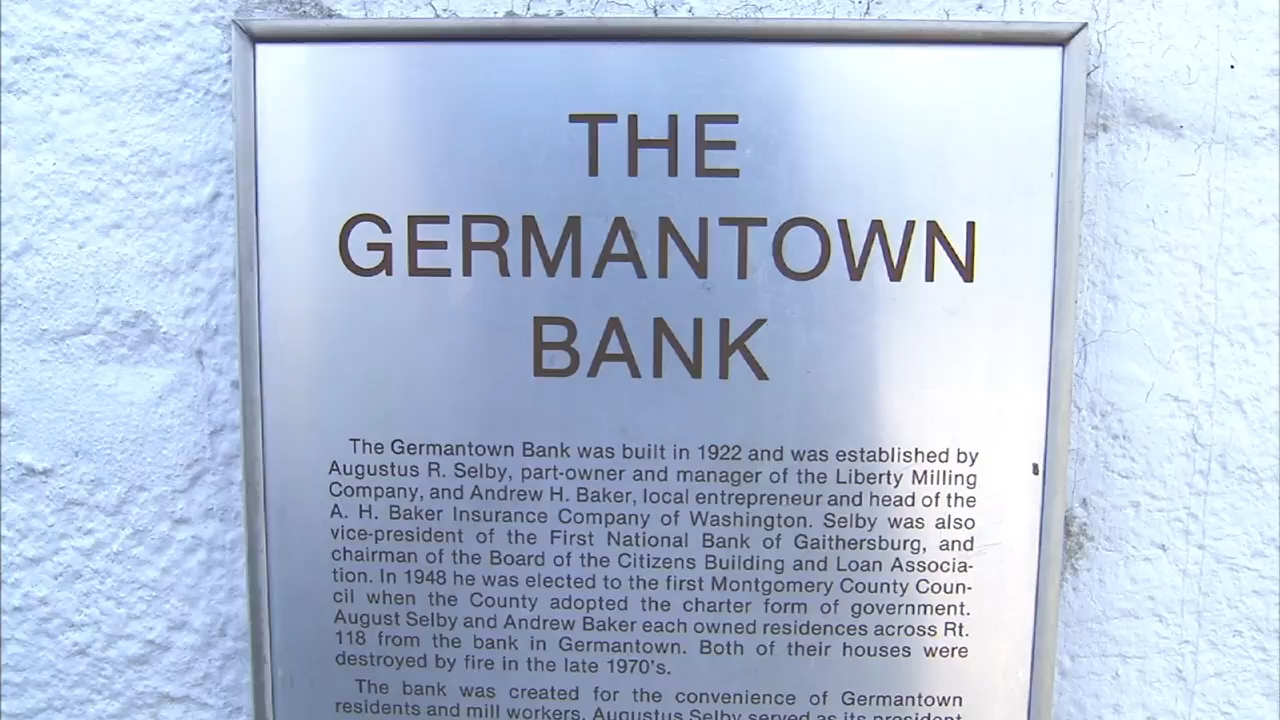 THE
GERMANTOWN
BANK
The Germantown Bank was built in 1922 and was established by
Augustus R. Selby, part-owner and manager of the Liberty Milling
Company, and Andrew H. Baker, local entrepreneur and head of the
A. H. Baker Insurance Company of Washington. Selby was also
vice-president of the First National Bank of Gaithersburg, and
chairman of the Board of the Citizens Building and Loan Associa-
tion. In 1948 he was elected to the first Montgomery County Coun-
cil when the County adopted the charter form of government.
August Selby and Andrew Baker each owned residences across Rt.
118 from the bank in Germantown. Both of their houses were
destroyed by fire in the late 1970's.
The bank was created for the convenience of Germantown
residents and mill workers. Augustus Selby served as its president